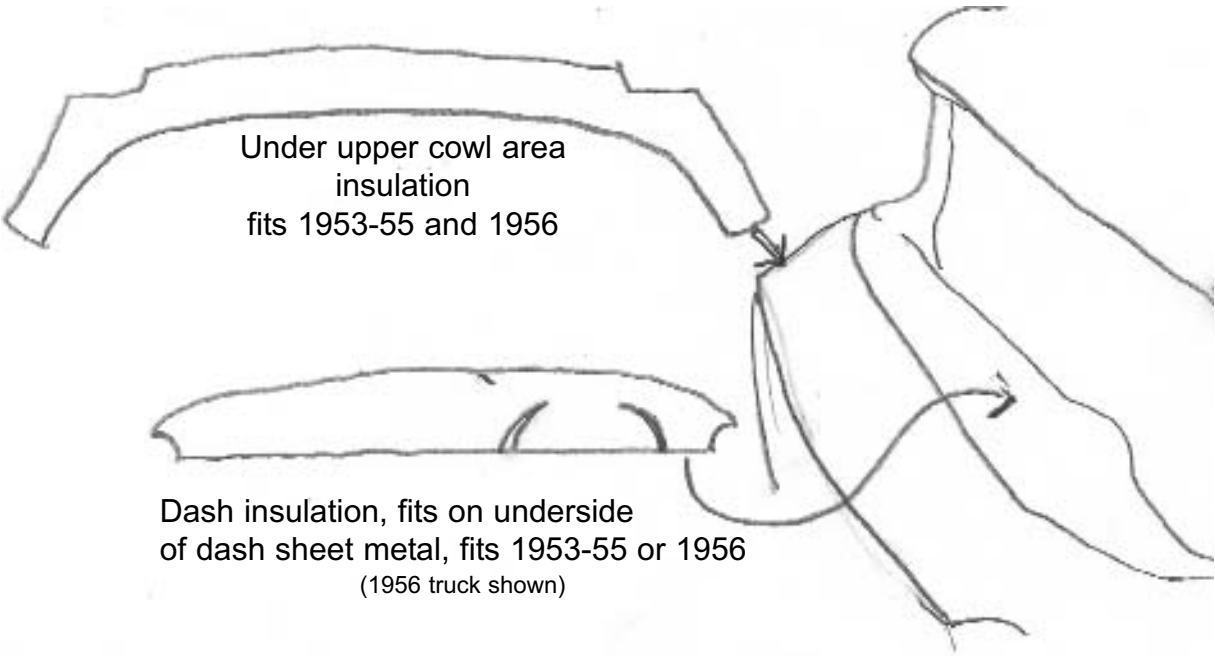 Under upper cowl area
insulation
fits 1953-55 and 1956
Dash insulation, fits on underside
of dash sheet metal, fits 1953-55 or 1956
(1956 truck shown)